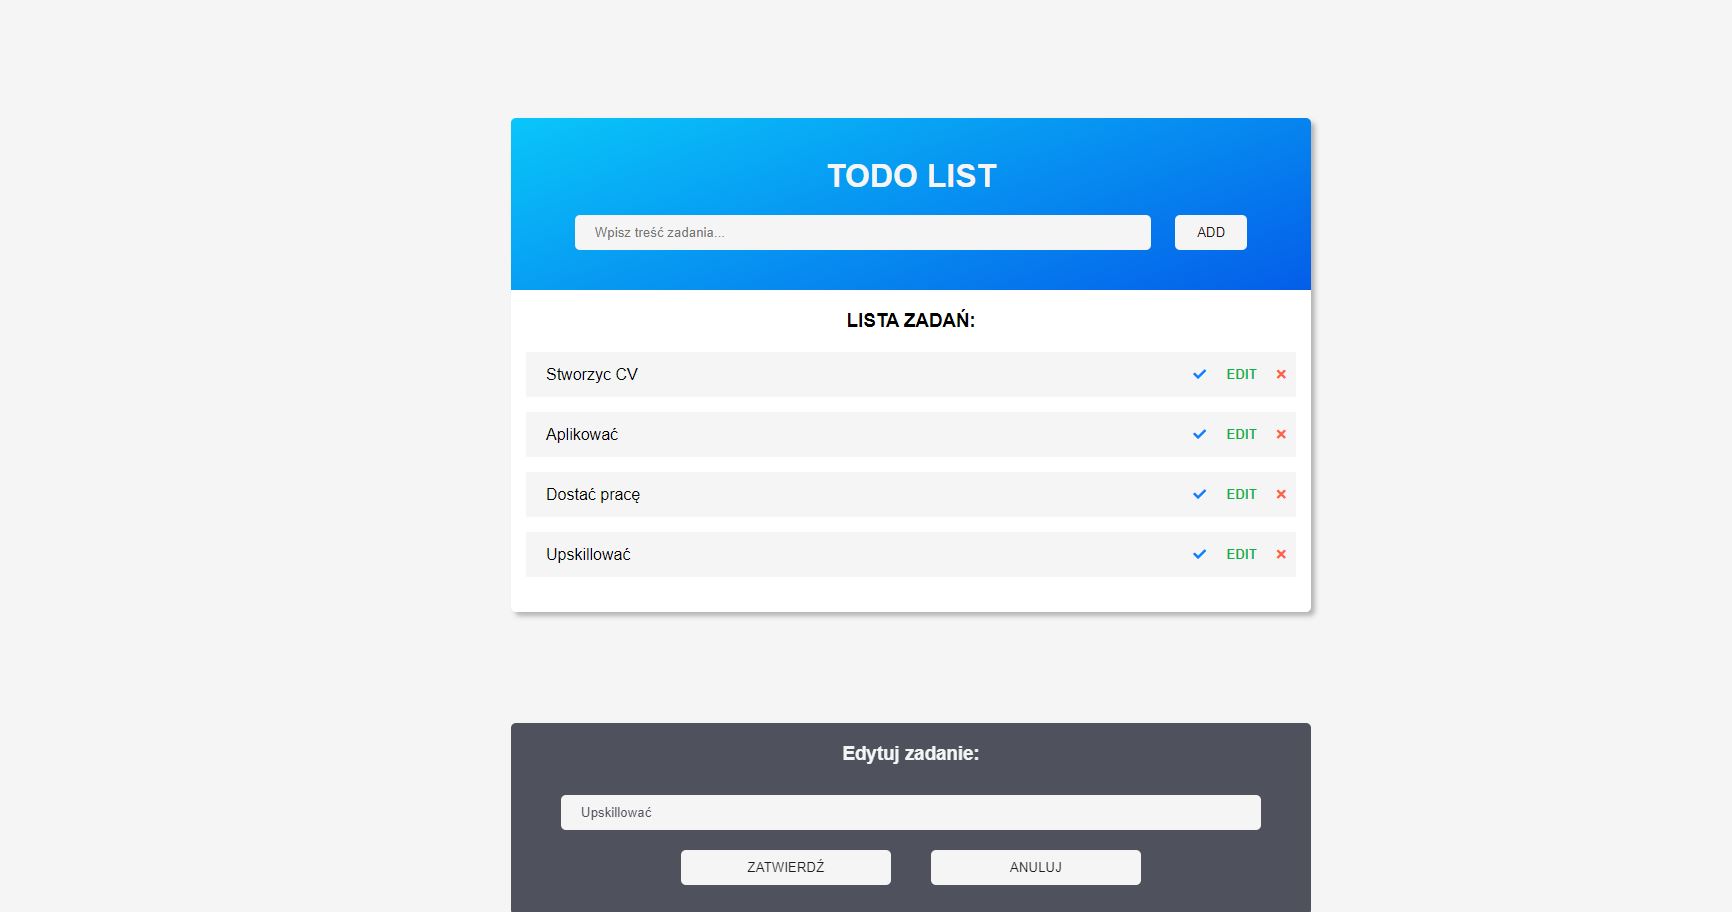 TODO LIST
Wpisz treść zadania...
ADD
LISTA ZADAŃ:
Stworzyc CV EDIT
Aplikować EDIT
Dostać pracę EDIT
Upskillować EDIT
Edytuj zadanie:
Upskillować
ZATWIERDŹ ANULUJ